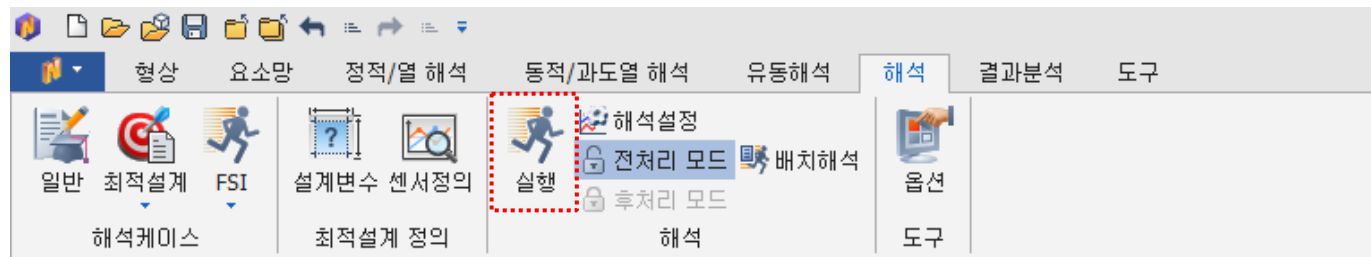 형상 요소망 정적/열 해석 동적/과도열 해석 유동해석 해석 결과분석 도구
일반 최적설계 FSI
해석케이스
?
설계변수 센서정의
최적설계 정의
실행
해석설정
전처리 모드 배치해석
후처리 모드
해석
옵션
도구